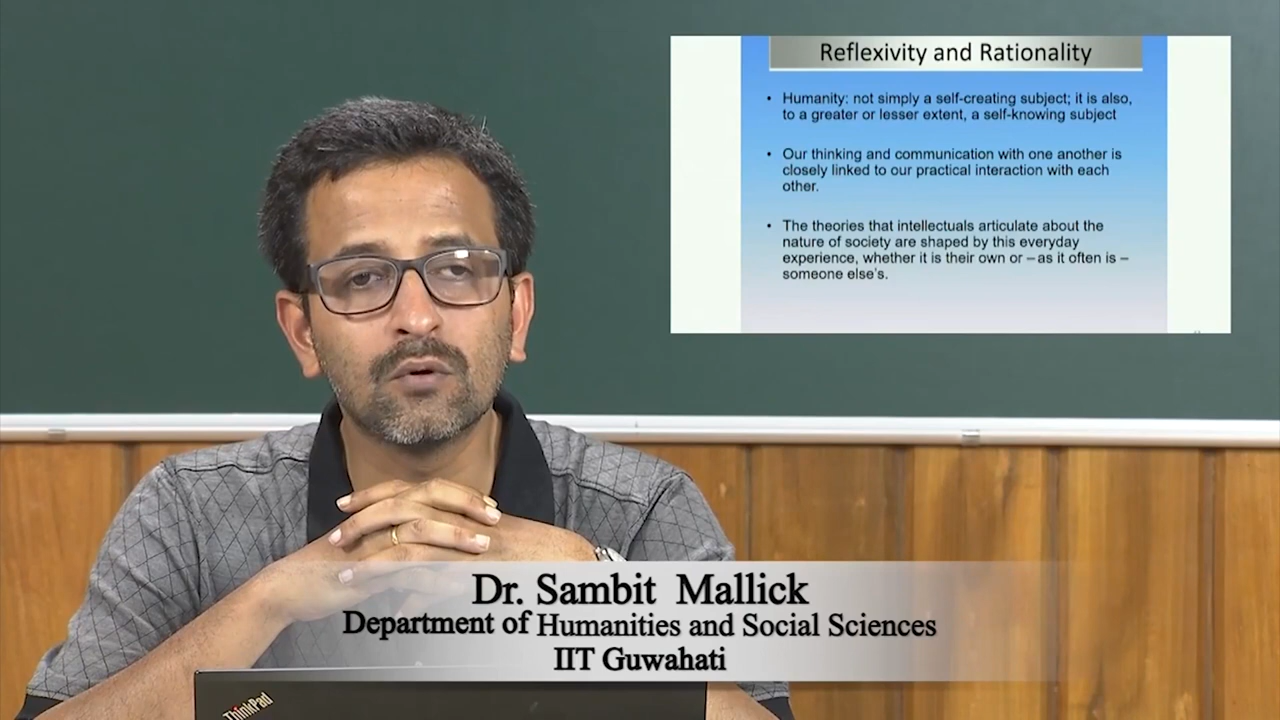 Reflexivity and Rationality
• Humanity: not simply a self-creating subject; it is also,
to a greater or lesser extent, a self-knowing subject
• Our thinking and communication with one another is
closely linked to our practical interaction with each
other.
• The theories that intellectuals articulate about the
nature of society are shaped by this everyday
experience, whether it is their own or – as it often is –
someone else's.
Dr. Sambit Mallick
Department of Humanities and Social Sciences
IIT Guwahati
ThinkPad